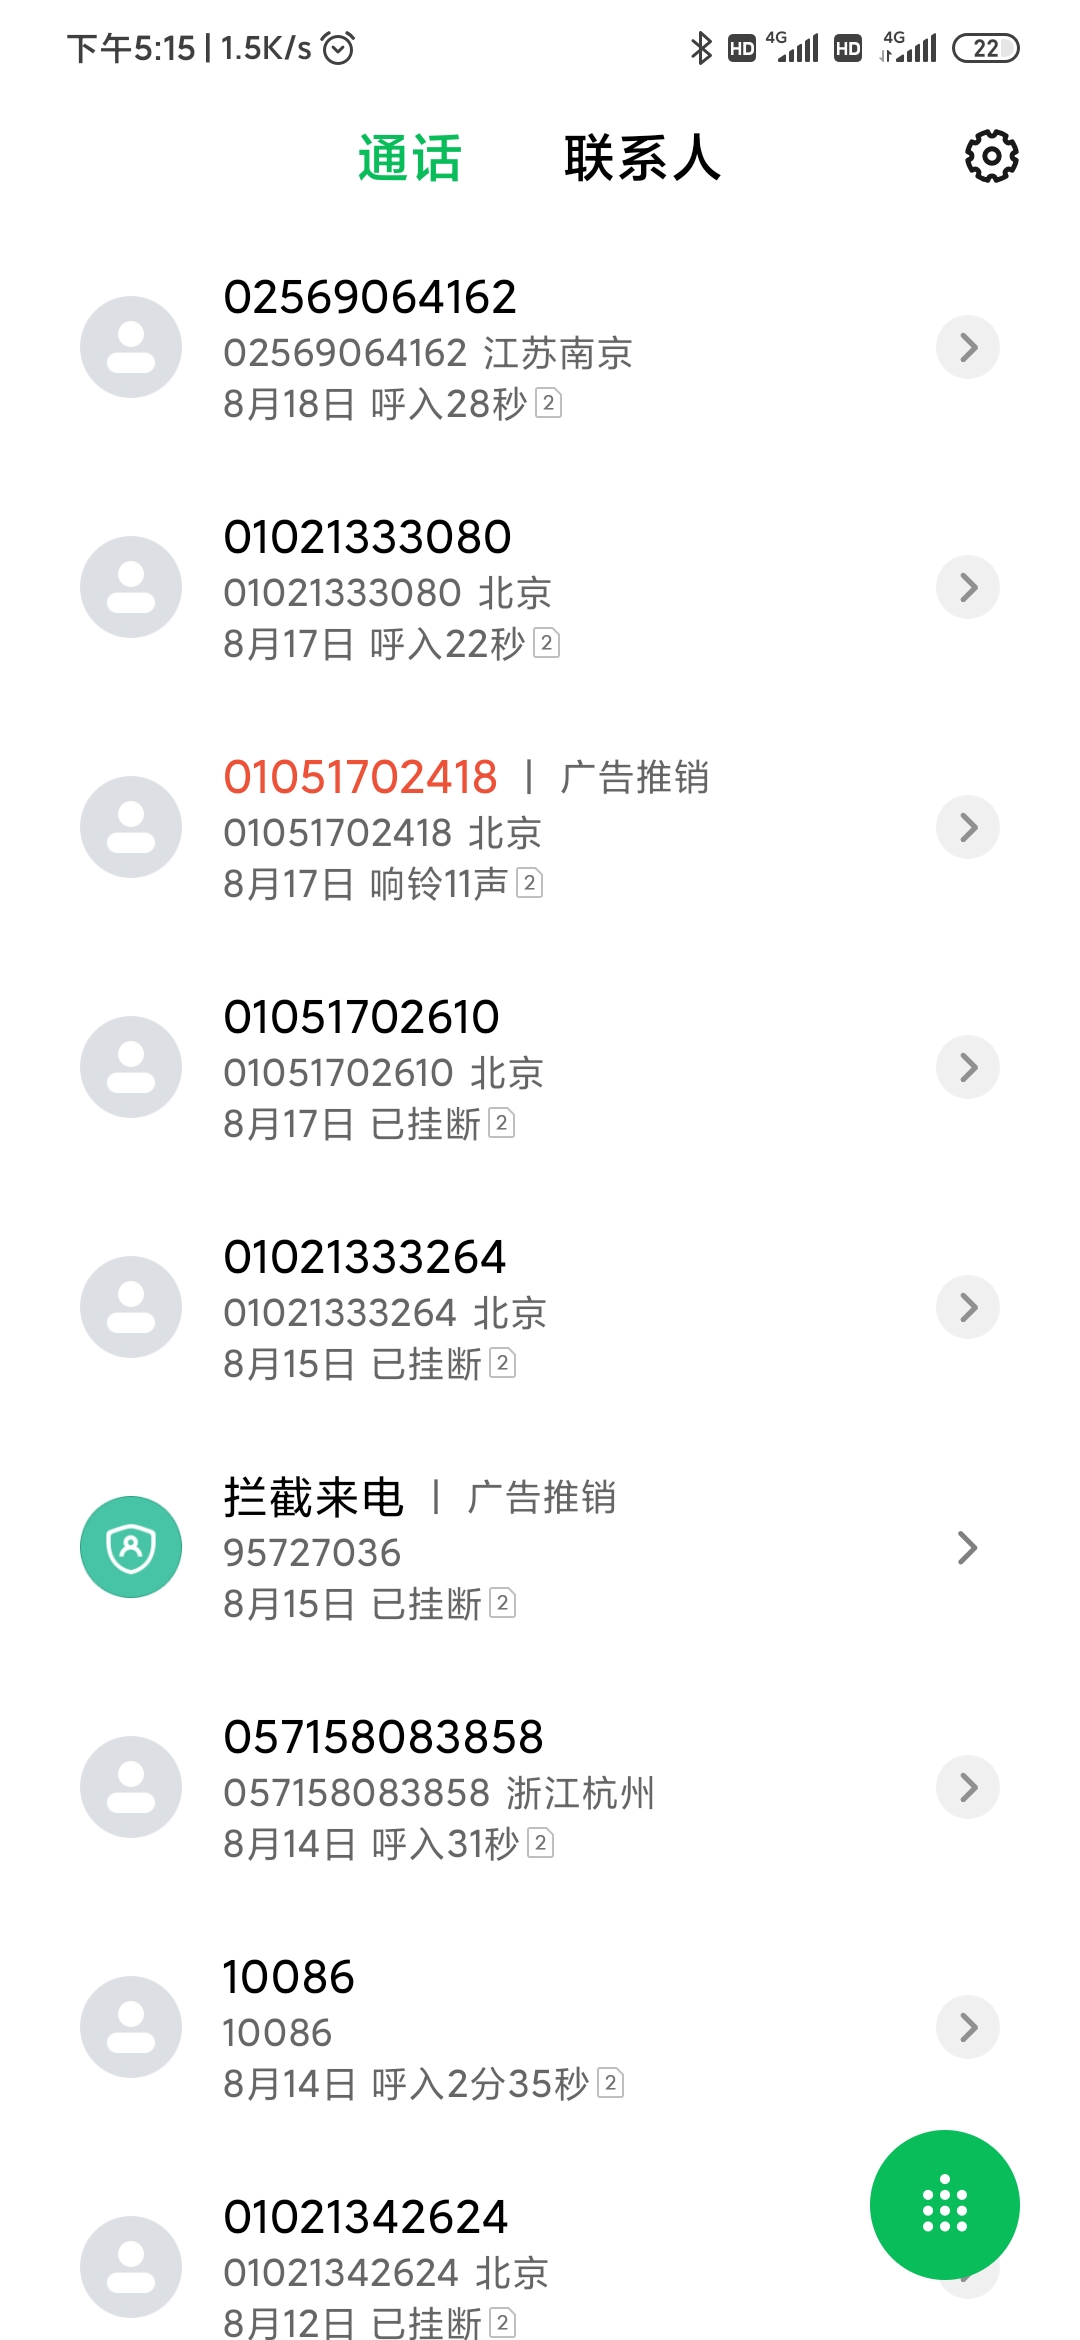 下午5:15 | 1.5K/s
HD 4G HD 4G 22
通话 联系人
02569064162
02569064162 江苏南京
8月18日 呼入28秒 2
01021333080
01021333080 北京
8月17日 呼入22秒 2
01051702418 | 广告推销
01051702418 北京
8月17日 响铃11声 2
01051702610
01051702610 北京
8月17日 已挂断 2
01021333264
01021333264 北京
8月15日 已挂断 2
拦截来电 | 广告推销
95727036
8月15日 已挂断 2
057158083858
057158083858 浙江杭州
8月14日 呼入31秒 2
10086
10086
8月14日 呼入2分35秒 2
01021342624
01021342624 北京
8月12日 已挂断 2